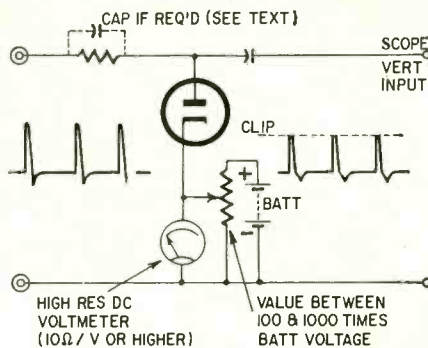 CAP IF REQ'D (SEE TEXT)
SCOPE
VERT
INPUT
CLIP
+
BATT
-
HIGH RES DC
VOLTMETER
(10Ω/V OR HIGHER)
VALUE BETWEEN
100 & 1000 TIMES
BATT VOLTAGE